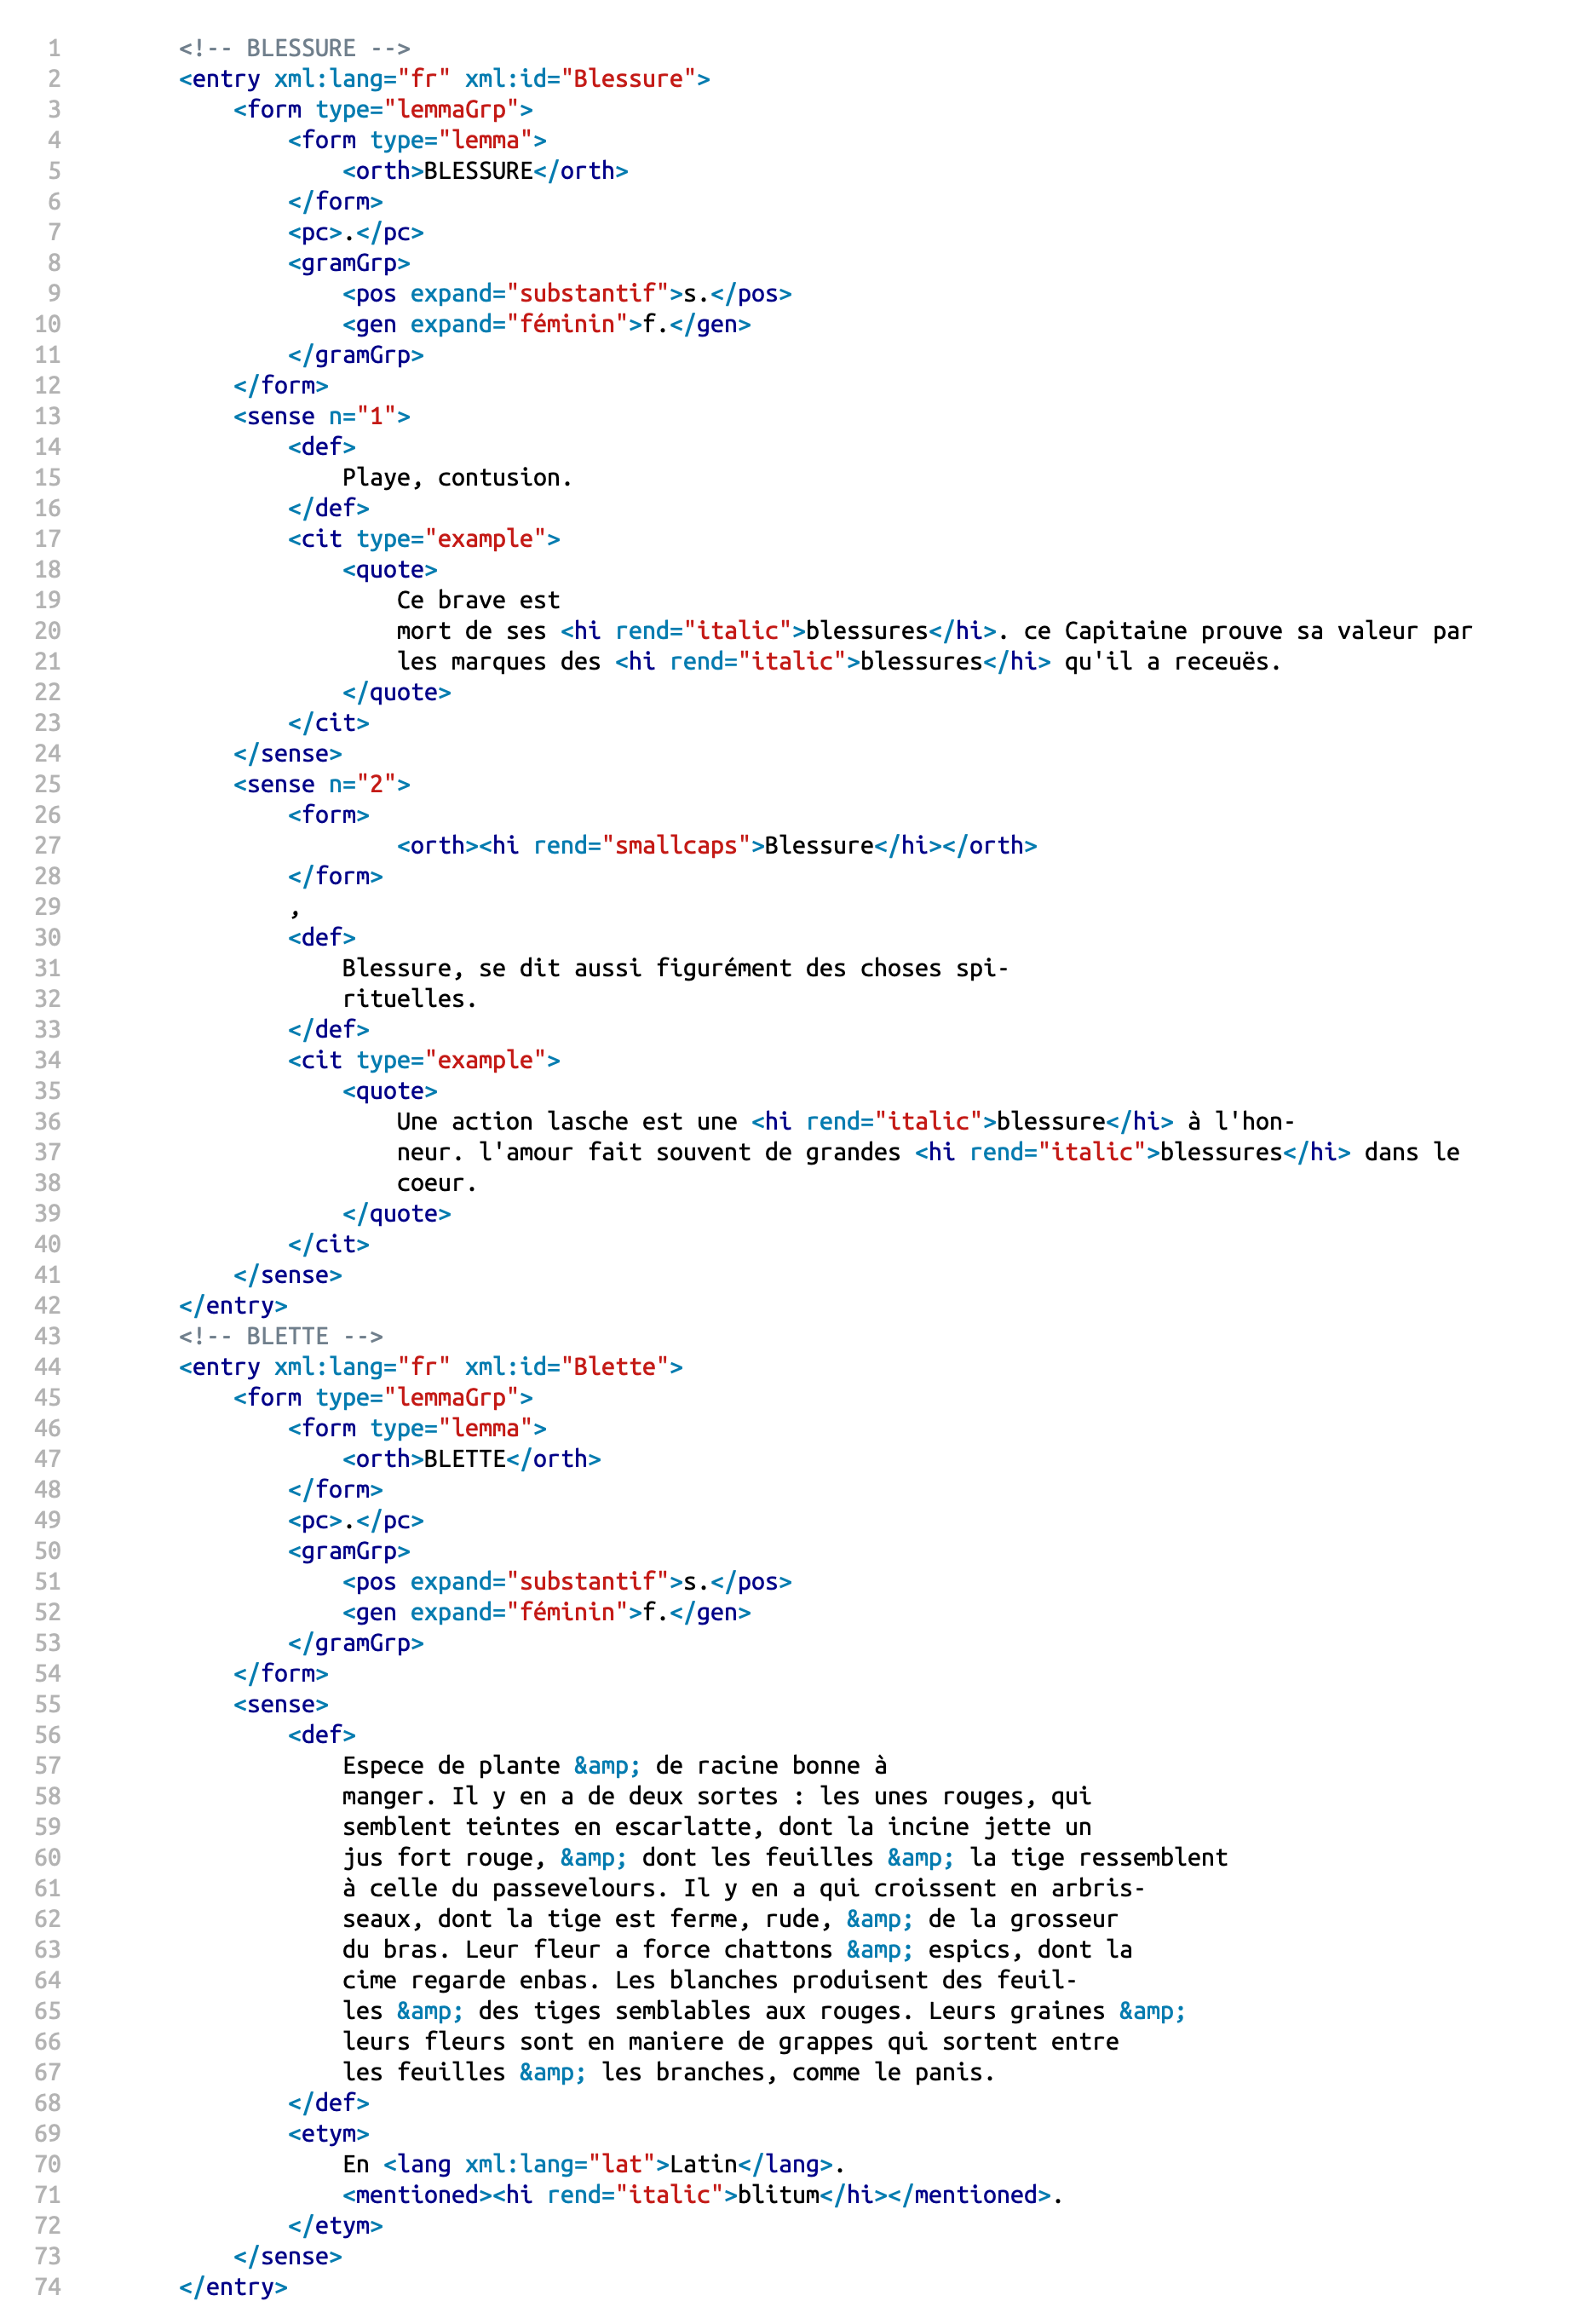 1 <!-- BLESSURE -->
2 <entry xml:lang="fr" xml:id="Blessure">
3 <form type="lemmaGrp">
4 <form type="lemma">
5 <orth>BLESSURE</orth>
6 </form>
7 <pc>.</pc>
8 <gramGrp>
9 <pos expand="substantif">s.</pos>
10 <gen expand="féminin">f.</gen>
11 </gramGrp>
12 </form>
13 <sense n="1">
14 <def>
15 Playe, contusion.
16 </def>
17 <cit type="example">
18 <quote>
19 Ce brave est
20 mort de ses <hi rend="italic">blessures</hi>. ce Capitaine prouve sa valeur par
21 les marques des <hi rend="italic">blessures</hi> qu'il a receuës.
22 </quote>
23 </cit>
24 </sense>
25 <sense n="2">
26 <form>
27 <orth><hi rend="smallcaps">Blessure</hi></orth>
28 </form>
29 ,
30 <def>
31 Blessure, se dit aussi figurément des choses spi-
32 rituelles.
33 </def>
34 <cit type="example">
35 <quote>
36 Une action lasche est une <hi rend="italic">blessure</hi> à l'hon-
37 neur. l'amour fait souvent de grandes <hi rend="italic">blessures</hi> dans le
38 coeur.
39 </quote>
40 </cit>
41 </sense>
42 </entry>
43 <!-- BLETTE -->
44 <entry xml:lang="fr" xml:id="Blette">
45 <form type="lemmaGrp">
46 <form type="lemma">
47 <orth>BLETTE</orth>
48 </form>
49 <pc>.</pc>
50 <gramGrp>
51 <pos expand="substantif">s.</pos>
52 <gen expand="féminin">f.</gen>
53 </gramGrp>
54 </form>
55 <sense>
56 <def>
57 Espece de plante &amp; de racine bonne à
58 manger. Il y en a de deux sortes : les unes rouges, qui
59 semblent teintes en escarlatte, dont la incine jette un
60 jus fort rouge, &amp; dont les feuilles &amp; la tige ressemblent
61 à celle du passevelours. Il y en a qui croissent en arbris-
62 seaux, dont la tige est ferme, rude, &amp; de la grosseur
63 du bras. Leur fleur a force chattons &amp; espics, dont la
64 cime regarde enbas. Les blanches produisent des feuil-
65 les &amp; des tiges semblables aux rouges. Leurs graines &amp;
66 leurs fleurs sont en maniere de grappes qui sortent entre
67 les feuilles &amp; les branches, comme le panis.
68 </def>
69 <etym>
70 En <lang xml:lang="lat">Latin</lang>.
71 <mentioned><hi rend="italic">blitum</hi></mentioned>.
72 </etym>
73 </sense>
74 </entry>